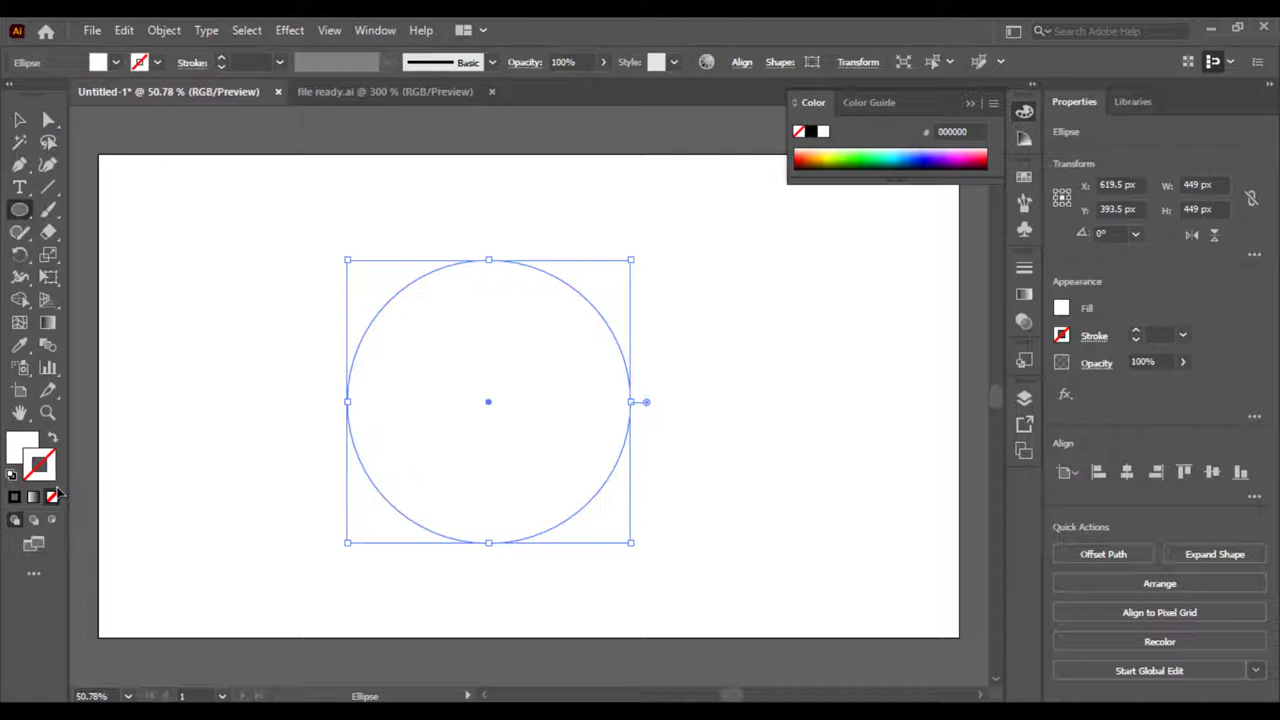 Ai File Edit Object Type Select Effect View Window Help Search Adobe Help
Ellipse Stroke: Basic Opacity: 100% Style: Align Shape: Transform
Untitled-1* @ 50.78 % (RGB/Preview) × file ready.ai @ 300 % (RGB/Preview) ×
Color Color Guide
# 000000
Properties Libraries
Ellipse
Transform
X: 619.5 px W: 449 px
Y: 393.5 px H: 449 px
0°
Appearance
Fill
Stroke
Opacity 100%
fx.
Align
Quick Actions
Offset Path Expand Shape
Arrange
Align to Pixel Grid
Recolor
Start Global Edit
50.78% 1 Ellipse